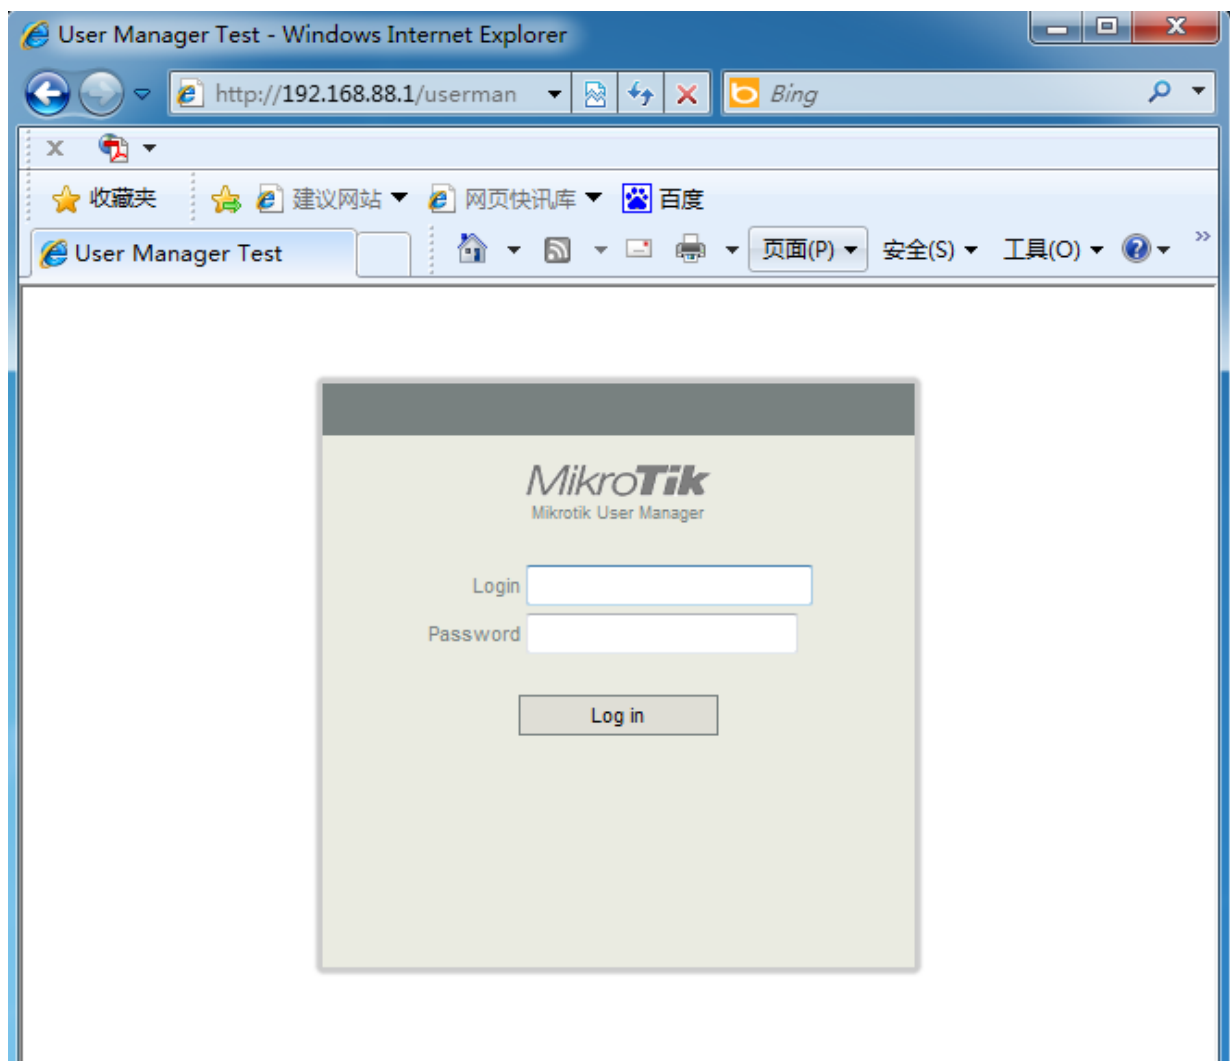 User Manager Test - Windows Internet Explorer
http://192.168.88.1/userman
Bing
收藏夹 建议网站 网页快讯库 百度
User Manager Test 页面(P) 安全(S) 工具(O)
MikroTik
Mikrotik User Manager
Login
Password
Log in